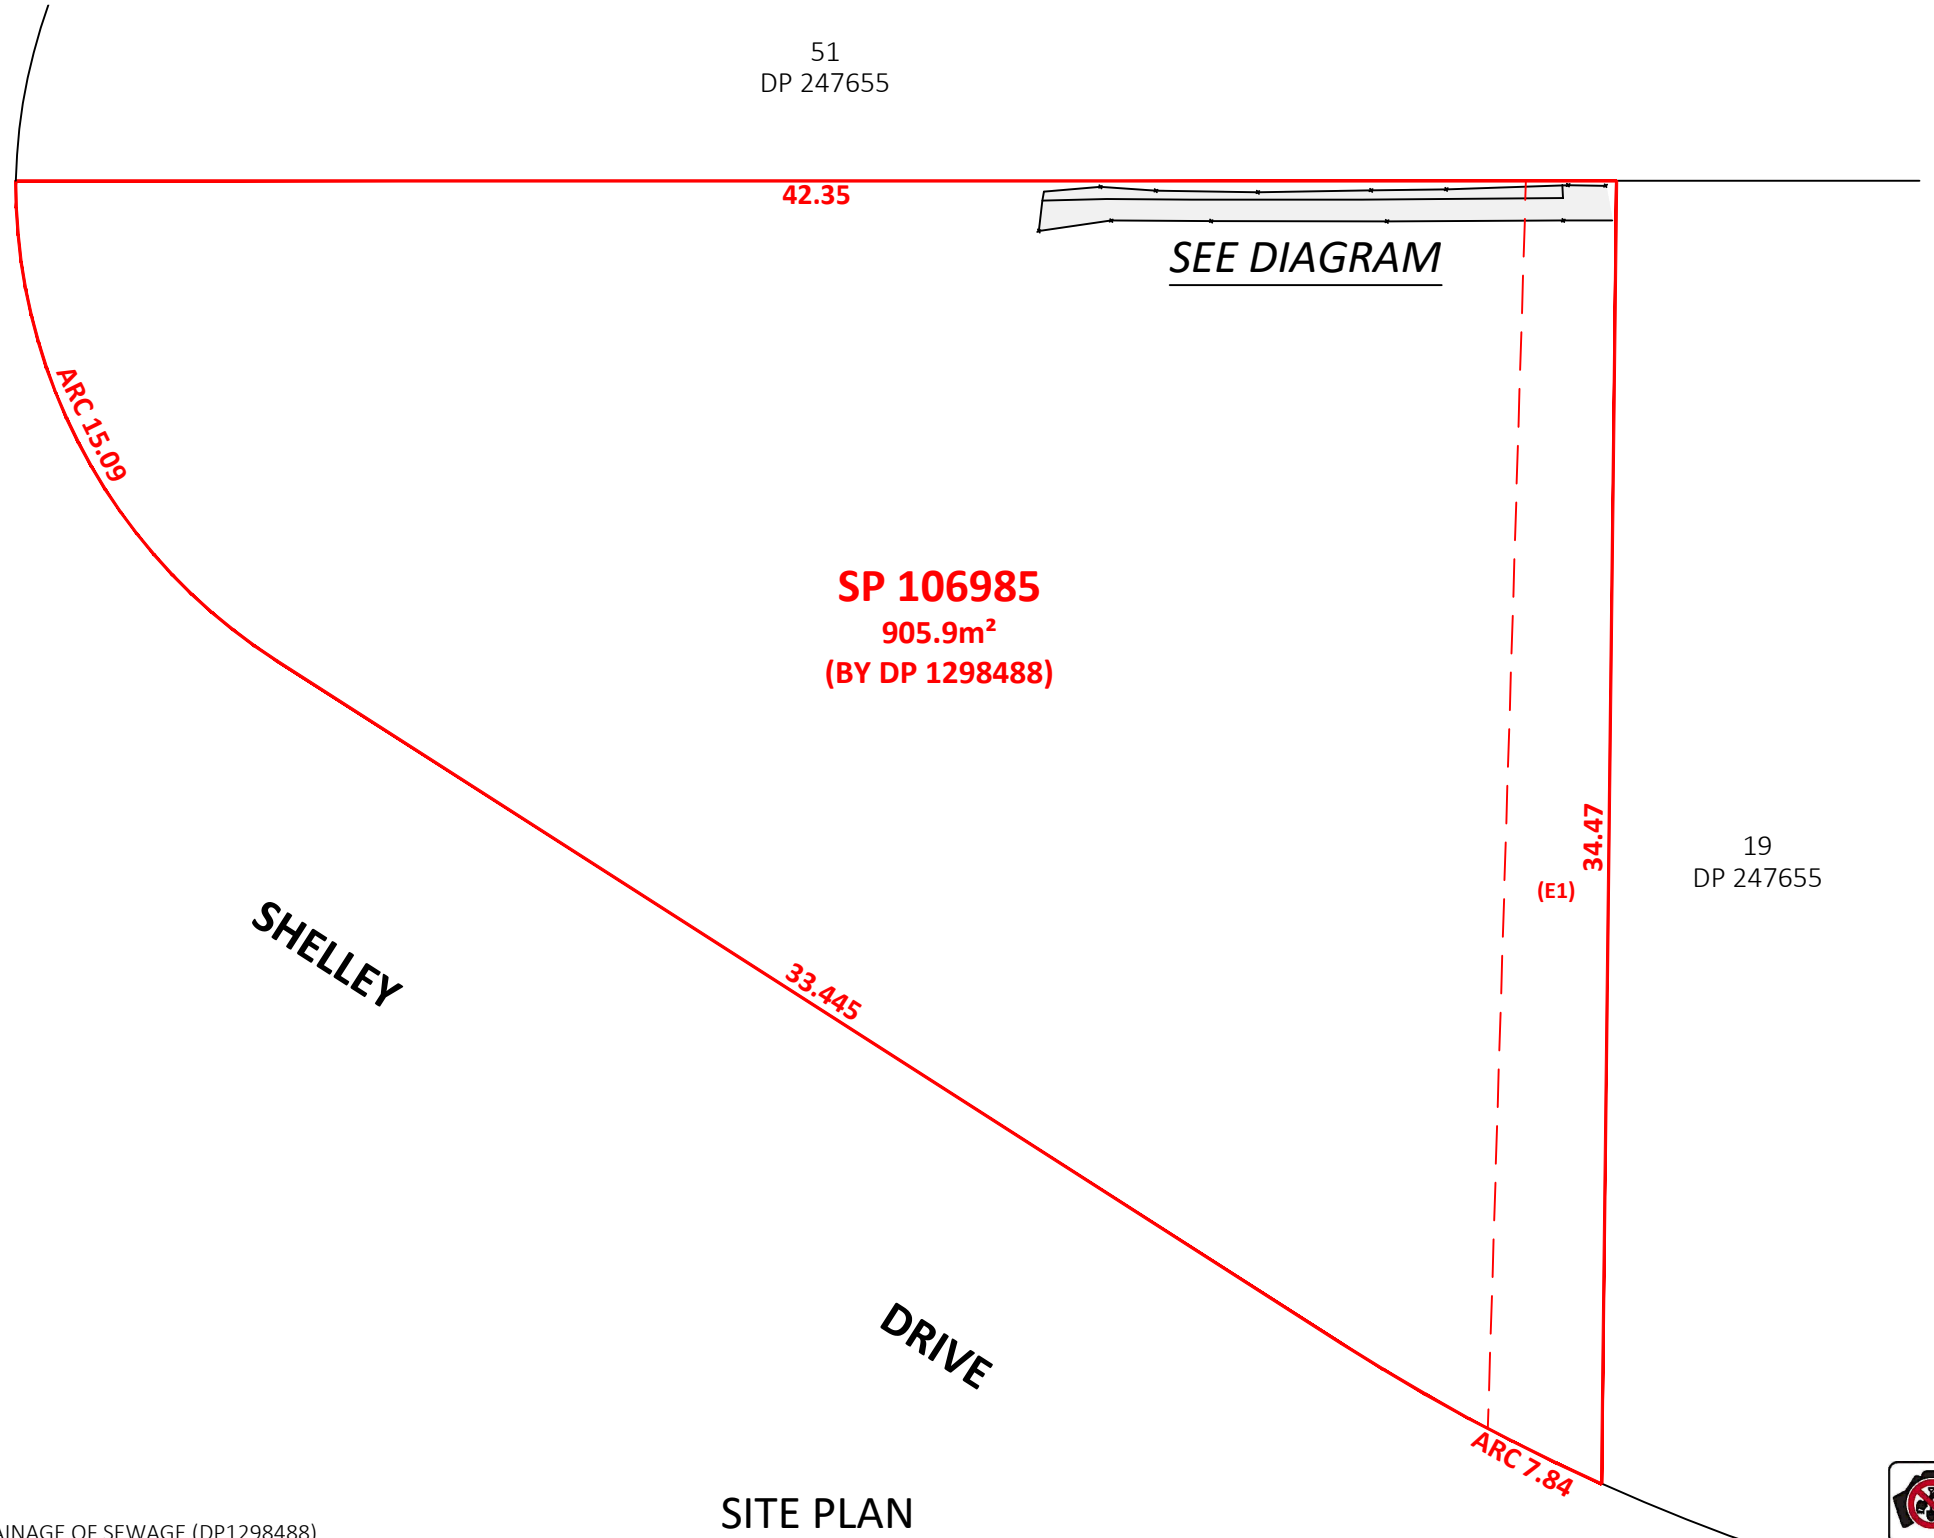 51
DP 247655
42.35
SEE DIAGRAM
ARC 15.09
SP 106985
905.9m²
(BY DP 1298488)
34.47
(E1)
19
DP 247655
SHELLEY
33.445
DRIVE
ARC 7.84
SITE PLAN
OF SEWAGE (DP1298488)